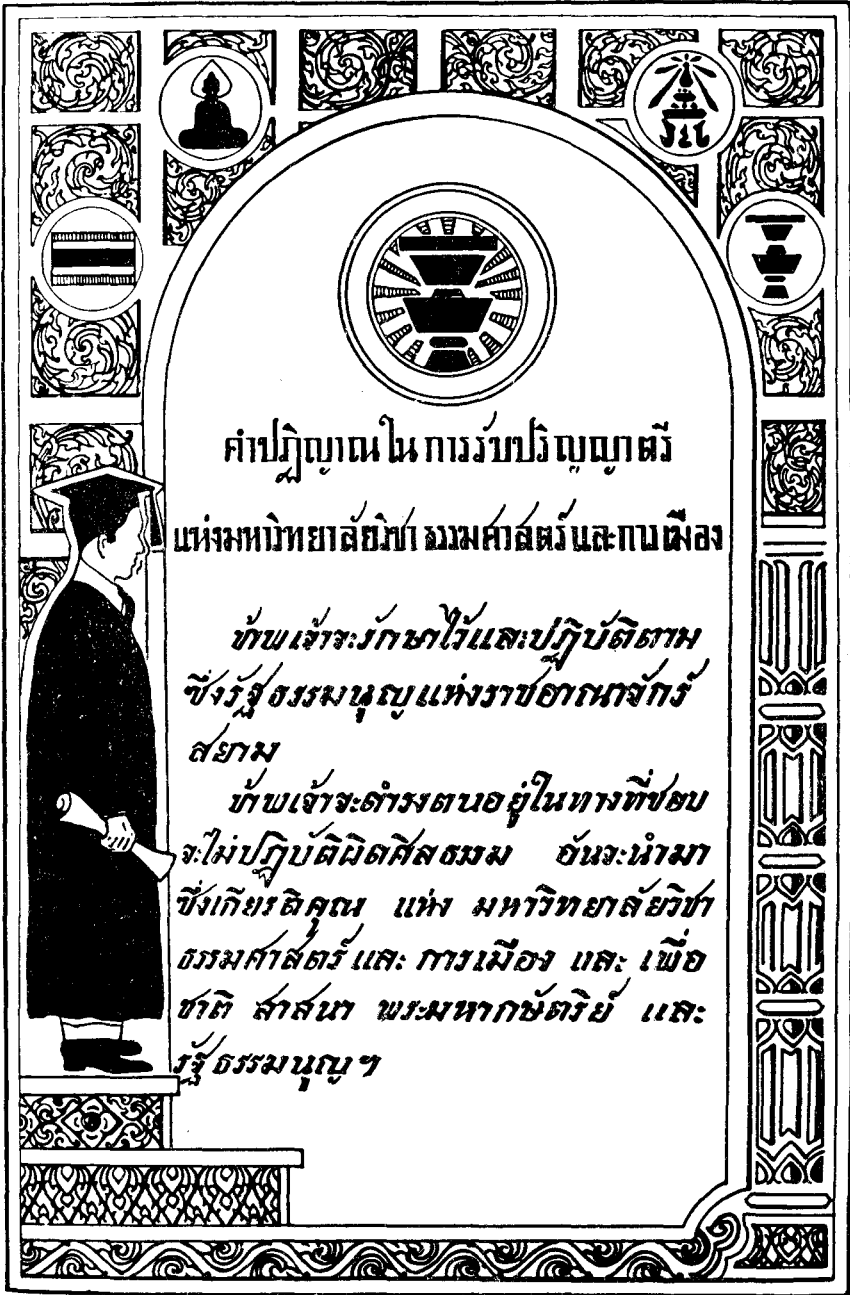 คำปฏิญาณในการรับปริญญาตรี
แห่งมหาวิทยาลัยวิชาธรรมศาสตร์และการเมือง
ข้าพเจ้าจะรักษาไว้และปฏิบัติตาม
ซึ่งรัฐธรรมนูญแห่งราชอาณาจักร์
สยาม
ข้าพเจ้าจะดำรงตนอยู่ในทางที่ชอบ
จะไม่ปฏิบัติผิดศีลธรรม อันจะนำมา
ซึ่งเกียรติคุณ แห่ง มหาวิทยาลัยวิชา
ธรรมศาสตร์และ การเมือง และ เพื่อ
ชาติ สาสนา พระมหากษัตริย์ และ
รัฐธรรมนูญฯ